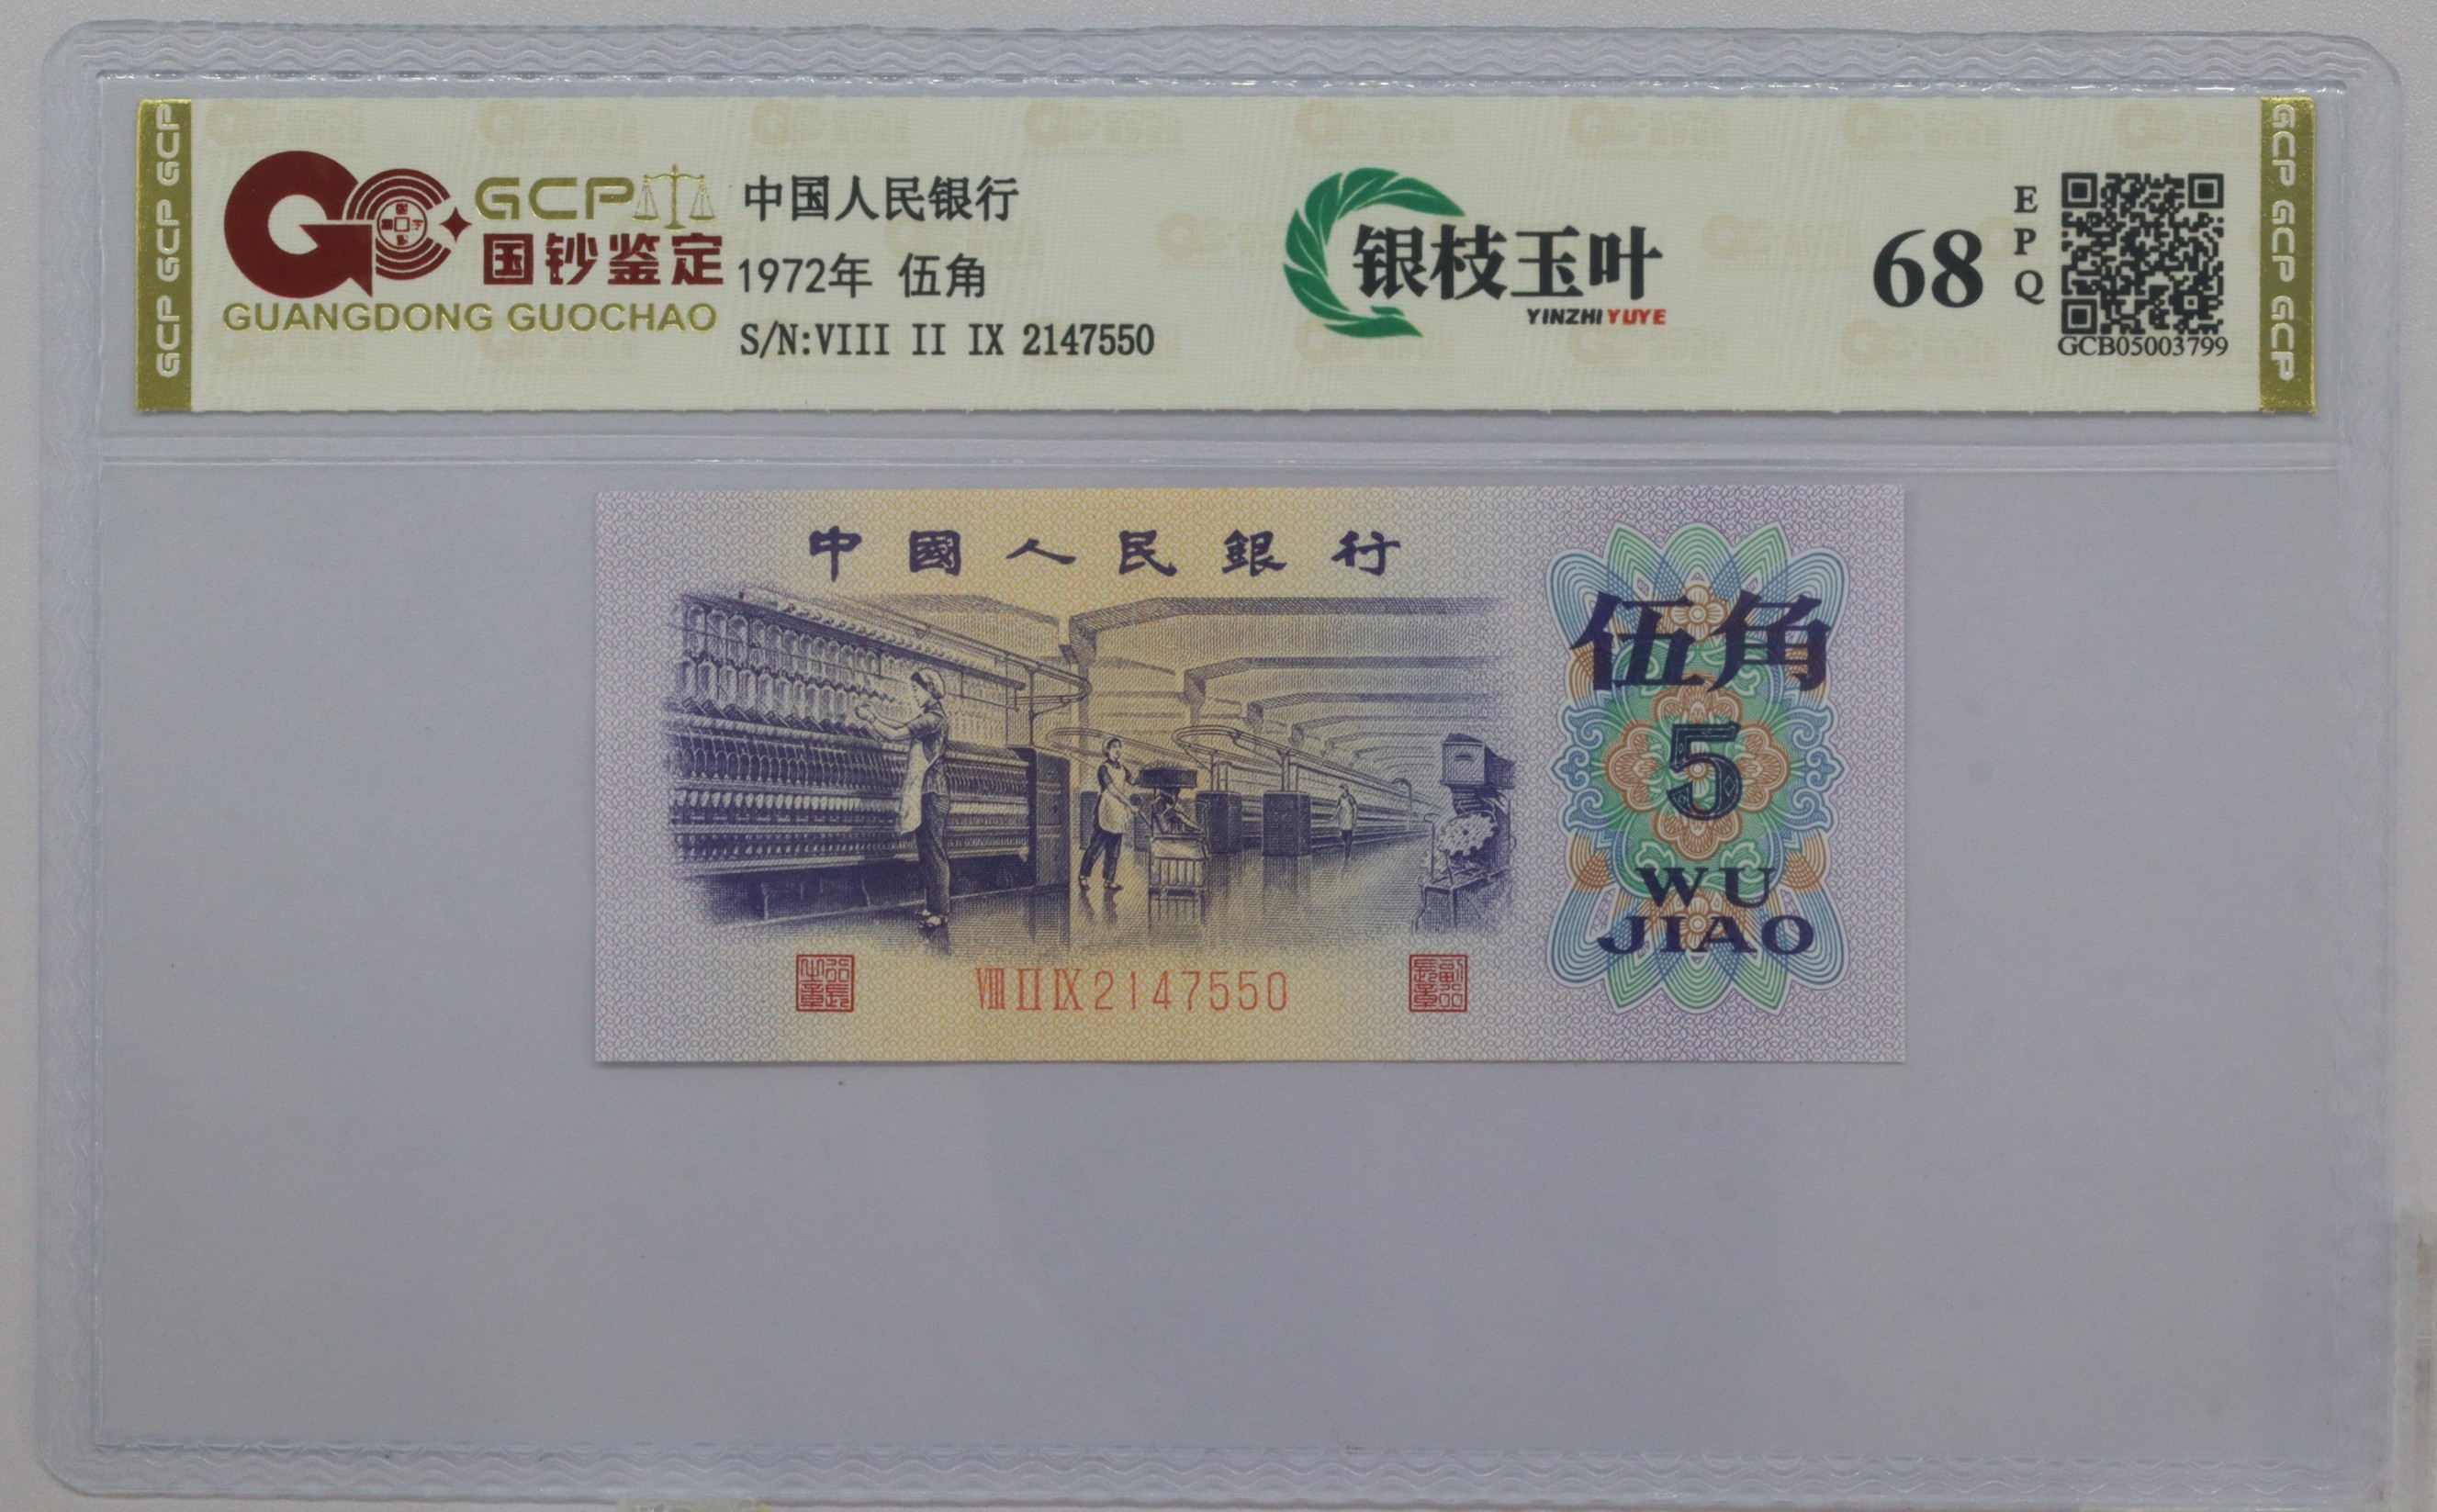 GCP GCP GCP
GCP
国钞鉴定
GUANGDONG GUOCHAO
中国人民银行
1972年 伍角
S/N:VIII II IX 2147550
银枝玉叶
YINZHIYUYE
68
EPQ
GCB05003799
GCP GCP GCP
中國人民銀行
伍角
5
WU
JIAO
VIII II IX 2147550